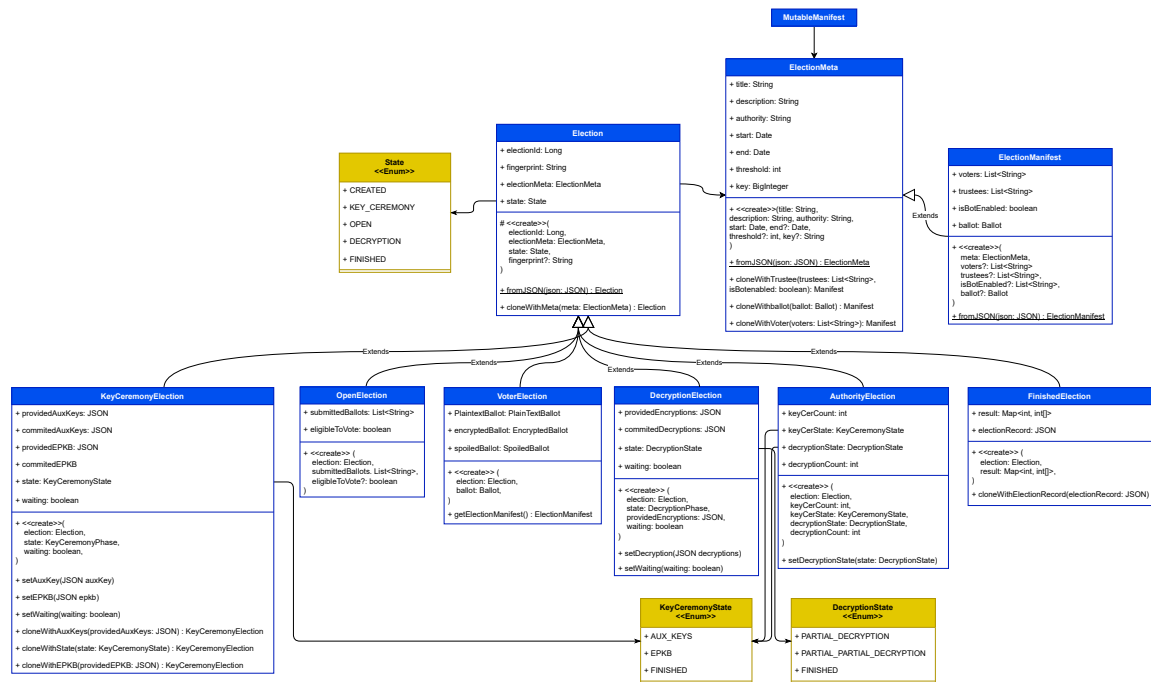 MutableManifest
ElectionMeta
+ title: String
+ description: String
+ authority: String
+ start: Date
+ end: Date
+ threshold: int
+ key: BigInteger
+ <<create>>(title: String,
description: String, authority: String,
start: Date, end?: Date,
threshold?: int, key?: String
)
+ fromJSON(json: JSON) : ElectionMeta
+ cloneWithTrustee(trustees: List<String>,
isBotenabled: boolean): Manifest
+ cloneWithballot(ballot: Ballot) : Manifest
+ cloneWithVoter(voters: List<String>): Manifest
Election
+ electionId: Long
+ fingerprint: String
+ electionMeta: ElectionMeta
+ state: State
# <<create>>(
electionId: Long,
electionMeta: ElectionMeta,
state: State,
fingerprint?: String
)
+ fromJSON(json: JSON) : Election
+ cloneWithMeta(meta: ElectionMeta) : Election
State
<<Enum>>
+ CREATED
+ KEY_CEREMONY
+ OPEN
+ DECRYPTION
+ FINISHED
ElectionManifest
+ voters: List<String>
+ trustees: List<String>
+ isBotEnabled: boolean
+ ballot: Ballot
+ <<create>>(
meta: ElectionMeta,
voters?: List<String>
trustees?: List<String>,
isBotEnabled?: List<String>,
ballot?: Ballot
)
+ fromJSON(json: JSON) : ElectionManifest
Extends
Extends
Extends
Extends
Extends
Extends
Extends
KeyCeremonyElection
+ providedAuxKeys: JSON
+ commitedAuxKeys: JSON
+ providedEPKB: JSON
+ commitedEPKB
+ state: KeyCeremonyState
+ waiting: boolean
+ <<create>>(
election: Election,
state: KeyCeremonyPhase,
waiting: boolean,
)
+ setAuxKey(JSON auxKey)
+ setEPKB(JSON epkb)
+ setWaiting(waiting: boolean)
+ cloneWithAuxKeys(providedAuxKeys: JSON) : KeyCeremonyElection
+ cloneWithState(state: KeyCeremonyState) : KeyCeremonyElection
+ cloneWithEPKB(providedEPKB: JSON) : KeyCeremonyElection
OpenElection
+ submittedBallots: List<String>
+ eligibleToVote: boolean
+ <<create>> (
election: Election,
submittedBallots. List<String>,
eligibleToVote?: boolean
)
VoterElection
+ PlaintextBallot: PlainTextBallot
+ encryptedBallot: EncryptedBallot
+ spoiledBallot: SpoiledBallot
+ <<create>> (
election: Election,
ballot: Ballot,
)
+ getElectionManifest() : ElectionManifest
DecryptionElection
+ providedEncryptions: JSON
+ commitedDecryptions: JSON
+ state: DecryptionState
+ waiting: boolean
+ <<create>> (
election: Election,
state: DecryptionPhase,
providedEncryptions: JSON,
waiting: boolean
)
+ setDecryption(JSON decryptions)
+ setWaiting(waiting: boolean)
AuthorityElection
+ keyCerCount: int
+ keyCerState: KeyCeremonyState
+ decryptionState: DecryptionState
+ decryptionCount: int
+ <<create>> (
election: Election,
keyCerCount: int,
keyCerState: KeyCeremonyState,
decryptionState: DecryptionState,
decryptionCount: int
)
+ setDecryptionState(state: DecryptionState)
FinishedElection
+ result: Map<int, int[]>
+ electionRecord: JSON
+ <<create>> (
election: Election,
result: Map<int, int[]>,
)
+ cloneWithElectionRecord(electionRecord: JSON)
KeyCeremonyState
<<Enum>>
+ AUX_KEYS
+ EPKB
+ FINISHED
DecryptionState
<<Enum>>
+ PARTIAL_DECRYPTION
+ PARTIAL_PARTIAL_DECRYPTION
+ FINISHED